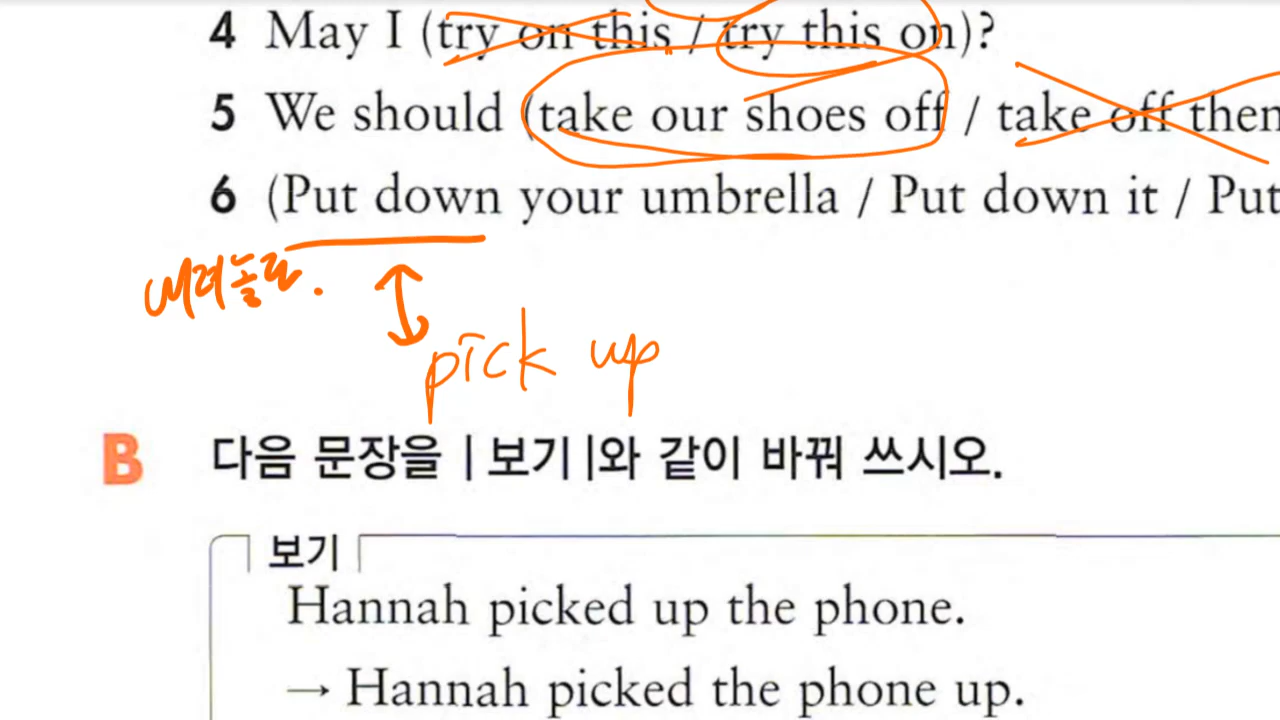 4 May I (try on this / try this on)?
5 We should (take our shoes off / take off then
6 (Put down your umbrella / Put down it / Put
내려놓다.
pick up
B 다음 문장을 | 보기 |와 같이 바꿔 쓰시오.
보기
Hannah picked up the phone.
→ Hannah picked the phone up.